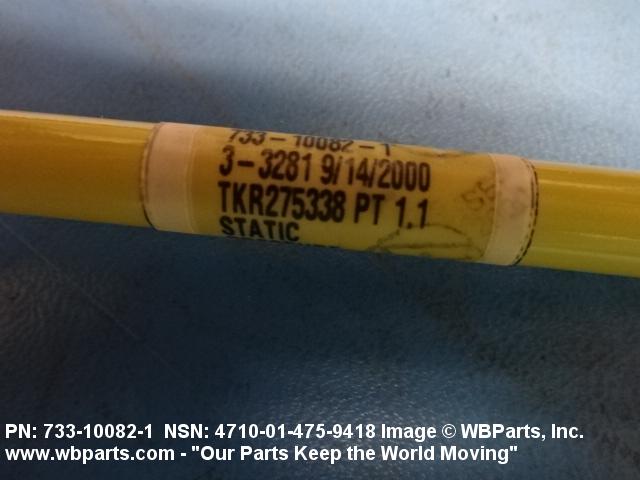 733-10082-1
3-3281 9/14/2000
TKR275338 PT 1.1
STATIC
PN: 733-10082-1 NSN: 4710-01-475-9418 Image © WBParts, Inc.
www.wbparts.com - "Our Parts Keep the World Moving"